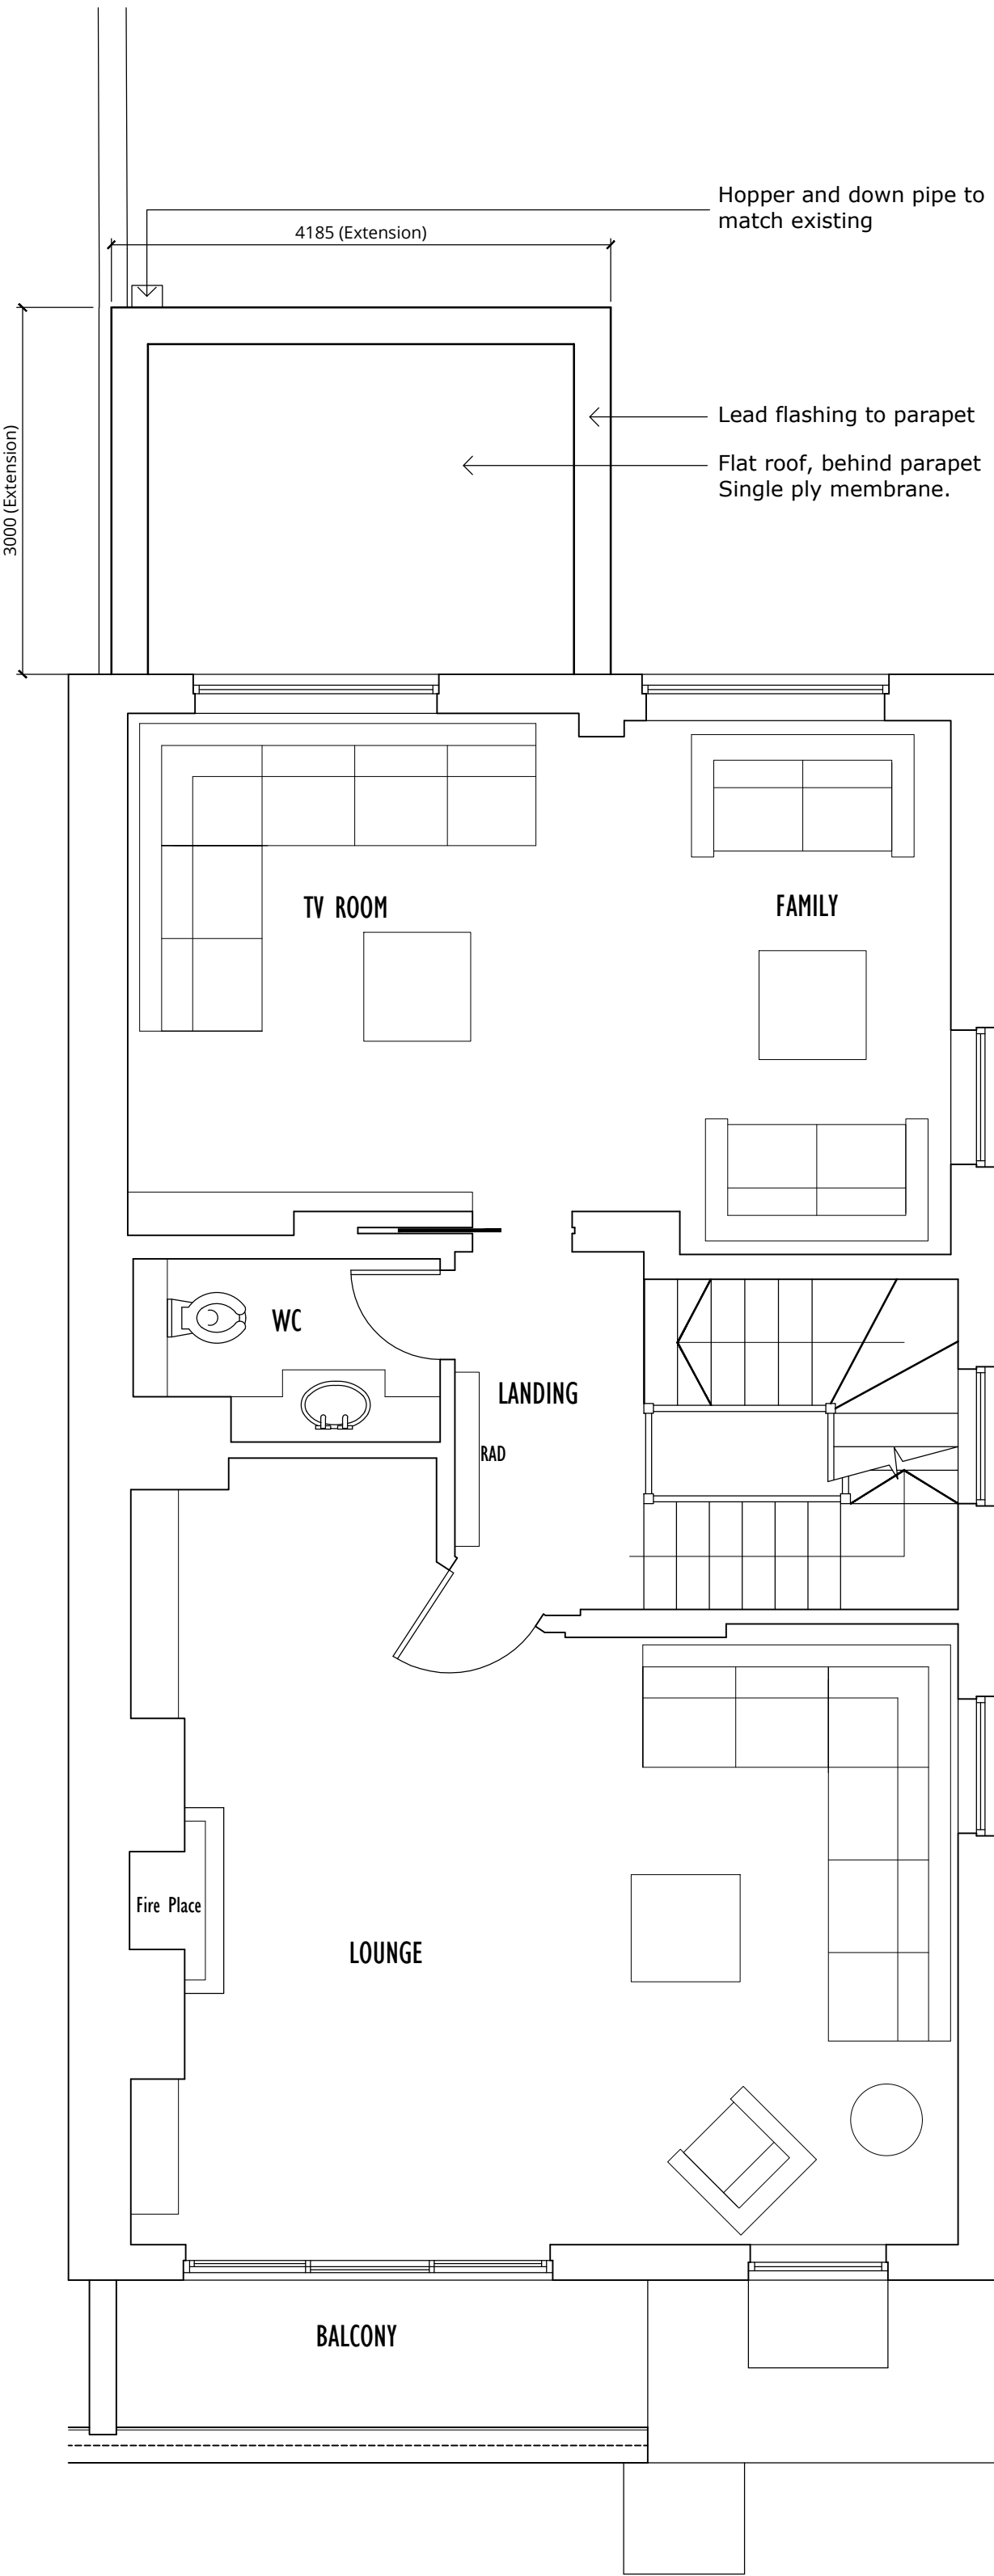 Hopper and down pipe to
match existing
4185 (Extension)
3000 (Extension)
Lead flashing to parapet
Flat roof, behind parapet
Single ply membrane.
TV ROOM
FAMILY
WC
LANDING
RAD
Fire Place
LOUNGE
BALCONY